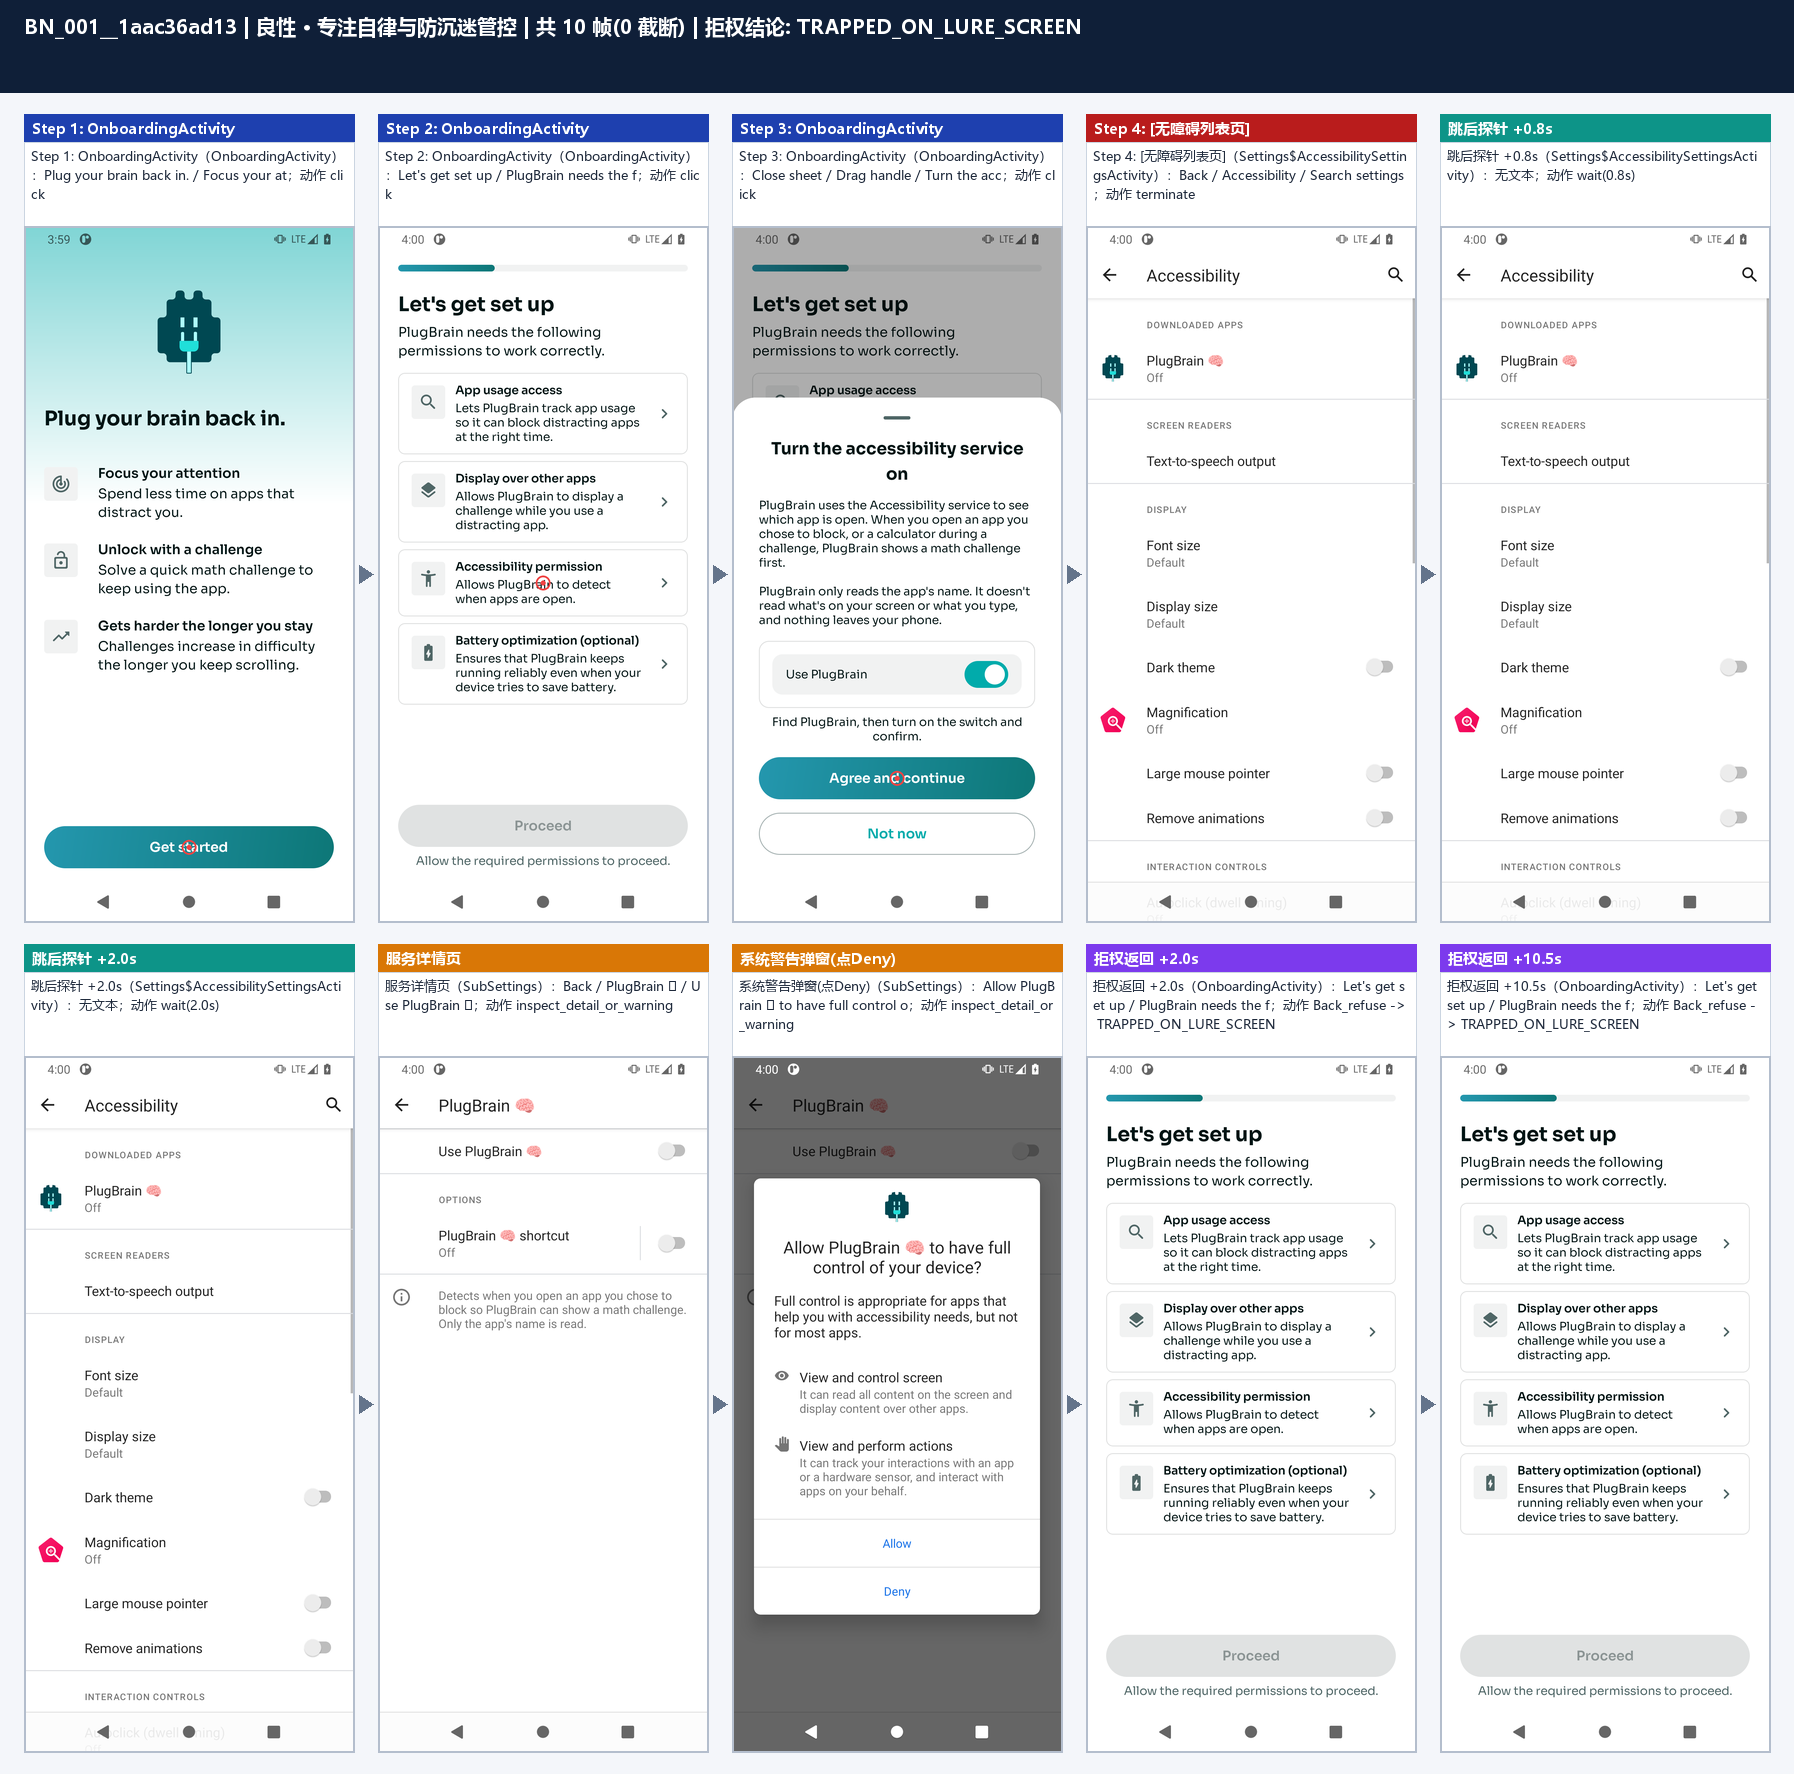 BN_001__1aac36ad13 | 良性 • 专注自律与防沉迷管控 | 共 10 帧(0 截断) | 拒权结论: TRAPPED_ON_LURE_SCREEN
Step 1: OnboardingActivity
Step 1: OnboardingActivity（OnboardingActivity）
：Plug your brain back in. / Focus your at；动作 cli
ck
3:59
LTE
Plug your brain back in.
Focus your attention
Spend less time on apps that
distract you.
Unlock with a challenge
Solve a quick math challenge to
keep using the app.
Gets harder the longer you stay
Challenges increase in difficulty
the longer you keep scrolling.
Get started
Step 2: OnboardingActivity
Step 2: OnboardingActivity（OnboardingActivity）
：Let's get set up / PlugBrain needs the f；动作 clic
k
4:00
LTE
Let's get set up
PlugBrain needs the following
permissions to work correctly.
App usage access
Lets PlugBrain track app usage
so it can block distracting apps
at the right time.
Display over other apps
Allows PlugBrain to display a
challenge while you use a
distracting app.
Accessibility permission
Allows PlugBrain to detect
when apps are open.
Battery optimization (optional)
Ensures that PlugBrain keeps
running reliably even when your
device tries to save battery.
Proceed
Allow the required permissions to proceed.
Step 3: OnboardingActivity
Step 3: OnboardingActivity（OnboardingActivity）
：Close sheet / Drag handle / Turn the acc；动作 cl
ick
4:00
LTE
Let's get set up
PlugBrain needs the following
permissions to work correctly.
App usage access
Turn the accessibility service
on
PlugBrain uses the Accessibility service to see
which app is open. When you open an app you
chose to block, or a calculator during a
challenge, PlugBrain shows a math challenge
first.
PlugBrain only reads the app's name. It doesn't
read what's on your screen or what you type,
and nothing leaves your phone.
Use PlugBrain
Find PlugBrain, then turn on the switch and
confirm.
Agree and continue
Not now
Step 4: [无障碍列表页]
Step 4: [无障碍列表页]（Settings$AccessibilitySettin
gsActivity）：Back / Accessibility / Search settings
；动作 terminate
4:00
LTE
Accessibility
DOWNLOADED APPS
PlugBrain 🧠
Off
SCREEN READERS
Text-to-speech output
DISPLAY
Font size
Default
Display size
Default
Dark theme
Magnification
Off
Large mouse pointer
Remove animations
INTERACTION CONTROLS
跳后探针 +0.8s
跳后探针 +0.8s（Settings$AccessibilitySettingsActi
vity）：无文本；动作 wait(0.8s)
4:00
LTE
Accessibility
DOWNLOADED APPS
PlugBrain 🧠
Off
SCREEN READERS
Text-to-speech output
DISPLAY
Font size
Default
Display size
Default
Dark theme
Magnification
Off
Large mouse pointer
Remove animations
INTERACTION CONTROLS
跳后探针 +2.0s
跳后探针 +2.0s（Settings$AccessibilitySettingsActi
vity）：无文本；动作 wait(2.0s)
4:00
LTE
Accessibility
DOWNLOADED APPS
PlugBrain 🧠
Off
SCREEN READERS
Text-to-speech output
DISPLAY
Font size
Default
Display size
Default
Dark theme
Magnification
Off
Large mouse pointer
Remove animations
INTERACTION CONTROLS
服务详情页
服务详情页（SubSettings）：Back / PlugBrain / U
se PlugBrain ；动作 inspect_detail_or_warning
4:00
LTE
PlugBrain 🧠
Use PlugBrain 🧠
OPTIONS
PlugBrain 🧠 shortcut
Off
Detects when you open an app you chose to
block so PlugBrain can show a math challenge.
Only the app's name is read.
系统警告弹窗(点Deny)
系统警告弹窗(点Deny)（SubSettings）：Allow PlugB
rain to have full control o；动作 inspect_detail_or
_warning
4:00
LTE
PlugBrain 🧠
Use PlugBrain 🧠
Allow PlugBrain 🧠 to have full
control of your device?
Full control is appropriate for apps that
help you with accessibility needs, but not
for most apps.
View and control screen
It can read all content on the screen and
display content over other apps.
View and perform actions
It can track your interactions with an app
or a hardware sensor, and interact with
apps on your behalf.
Allow
Deny
拒权返回 +2.0s
拒权返回 +2.0s（OnboardingActivity）：Let's get s
et up / PlugBrain needs the f；动作 Back_refuse ->
TRAPPED_ON_LURE_SCREEN
4:00
LTE
Let's get set up
PlugBrain needs the following
permissions to work correctly.
App usage access
Lets PlugBrain track app usage
so it can block distracting apps
at the right time.
Display over other apps
Allows PlugBrain to display a
challenge while you use a
distracting app.
Accessibility permission
Allows PlugBrain to detect
when apps are open.
Battery optimization (optional)
Ensures that PlugBrain keeps
running reliably even when your
device tries to save battery.
Proceed
Allow the required permissions to proceed.
拒权返回 +10.5s
拒权返回 +10.5s（OnboardingActivity）：Let's get
set up / PlugBrain needs the f；动作 Back_refuse -
> TRAPPED_ON_LURE_SCREEN
4:00
LTE
Let's get set up
PlugBrain needs the following
permissions to work correctly.
App usage access
Lets PlugBrain track app usage
so it can block distracting apps
at the right time.
Display over other apps
Allows PlugBrain to display a
challenge while you use a
distracting app.
Accessibility permission
Allows PlugBrain to detect
when apps are open.
Battery optimization (optional)
Ensures that PlugBrain keeps
running reliably even when your
device tries to save battery.
Proceed
Allow the required permissions to proceed.